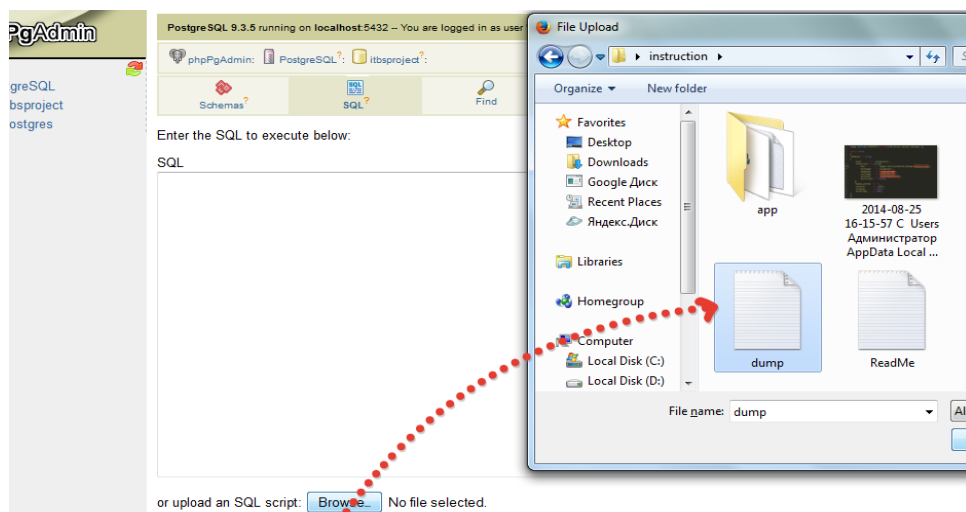 PgAdmin
greSQL
bsproject
ostgres
PostgreSQL 9.3.5 running on localhost:5432 -- You are logged in as user
phpPgAdmin: PostgreSQL?: itbsproject?:
Schemas?
SQL?
Find
Enter the SQL to execute below:
SQL
or upload an SQL script: Browse_ No file selected.
File Upload
instruction
Organize
New folder
Favorites
Desktop
Downloads
Google Диск
Recent Places
Яндекс.Диск
Libraries
Homegroup
Computer
Local Disk (C:)
Local Disk (D:)
app
2014-08-25
16-15-57 C Users
Администратор
AppData Local ...
dump
ReadMe
File name: dump
Al